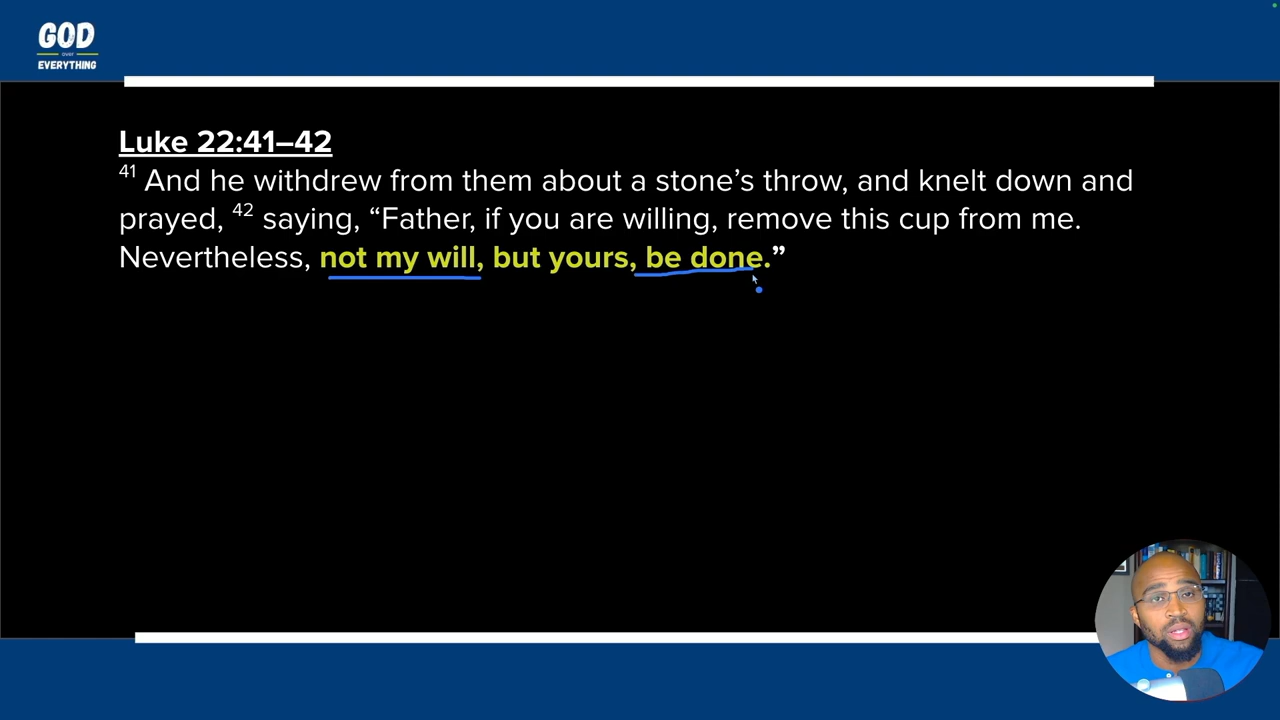 GOD
OVER
EVERYTHING
Luke 22:41–42
41 And he withdrew from them about a stone’s throw, and knelt down and
prayed, 42 saying, “Father, if you are willing, remove this cup from me.
Nevertheless, not my will, but yours, be done.”